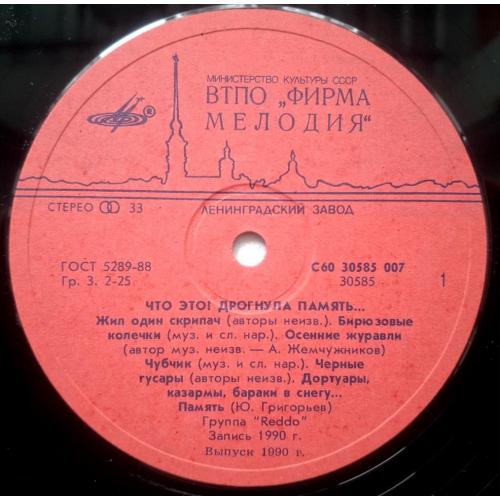 МИНИСТЕРСТВО КУЛЬТУРЫ СССР
ВТПО „ФИРМА
МЕЛОДИЯ"
®
СТЕРЕО 33
ЛЕНИНГРАДСКИЙ ЗАВОД
ГОСТ 5289-88
Гр. 3. 2-25
С60 30585 007
30585
1
ЧТО ЭТО? ДРОГНУЛА ПАМЯТЬ...
Жил один скрипач (авторы неизв.). Бирюзовые
колечки (муз. и сл. нар.). Осенние журавли
(автор муз. неизв. — А. Жемчужников)
Чубчик (муз. и сл. нар.). Черные
гусары (авторы неизв.). Дортуары,
казармы, бараки в снегу...
Память (Ю. Григорьев)
Группа "Reddo"
Запись 1990 г.
Выпуск 1990 г.